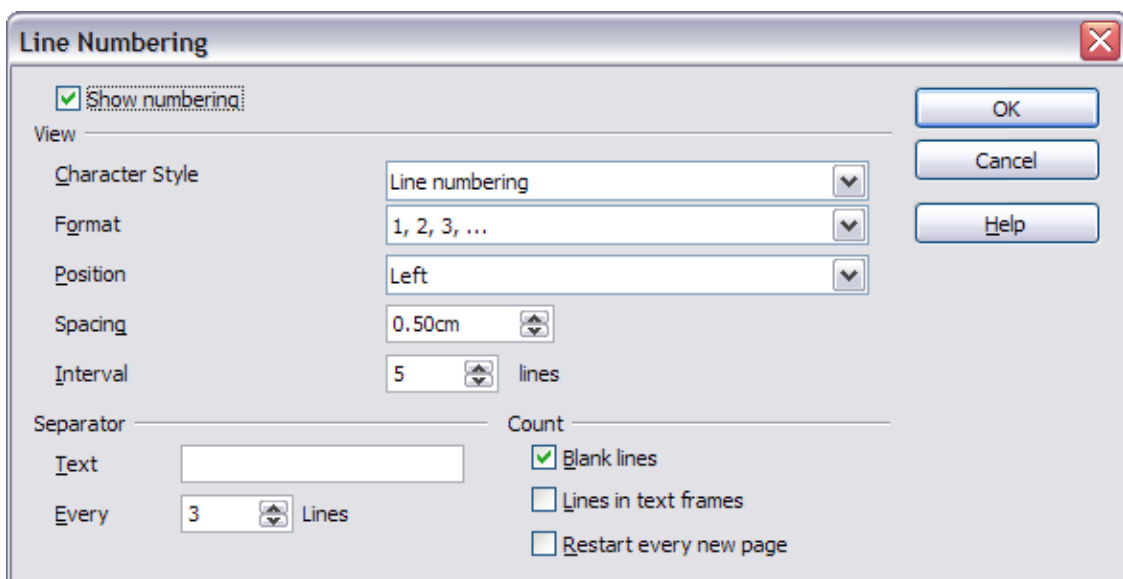 Line Numbering
Show numbering
OK
View
Cancel
Character Style Line numbering
Format 1, 2, 3, ...
Help
Position Left
Spacing 0.50cm
Interval 5 lines
Separator
Text
Every 3 Lines
Count
Blank lines
Lines in text frames
Restart every new page